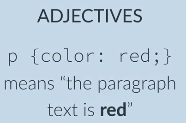 ADJECTIVES
p {color: red;}
means “the paragraph
text is red”